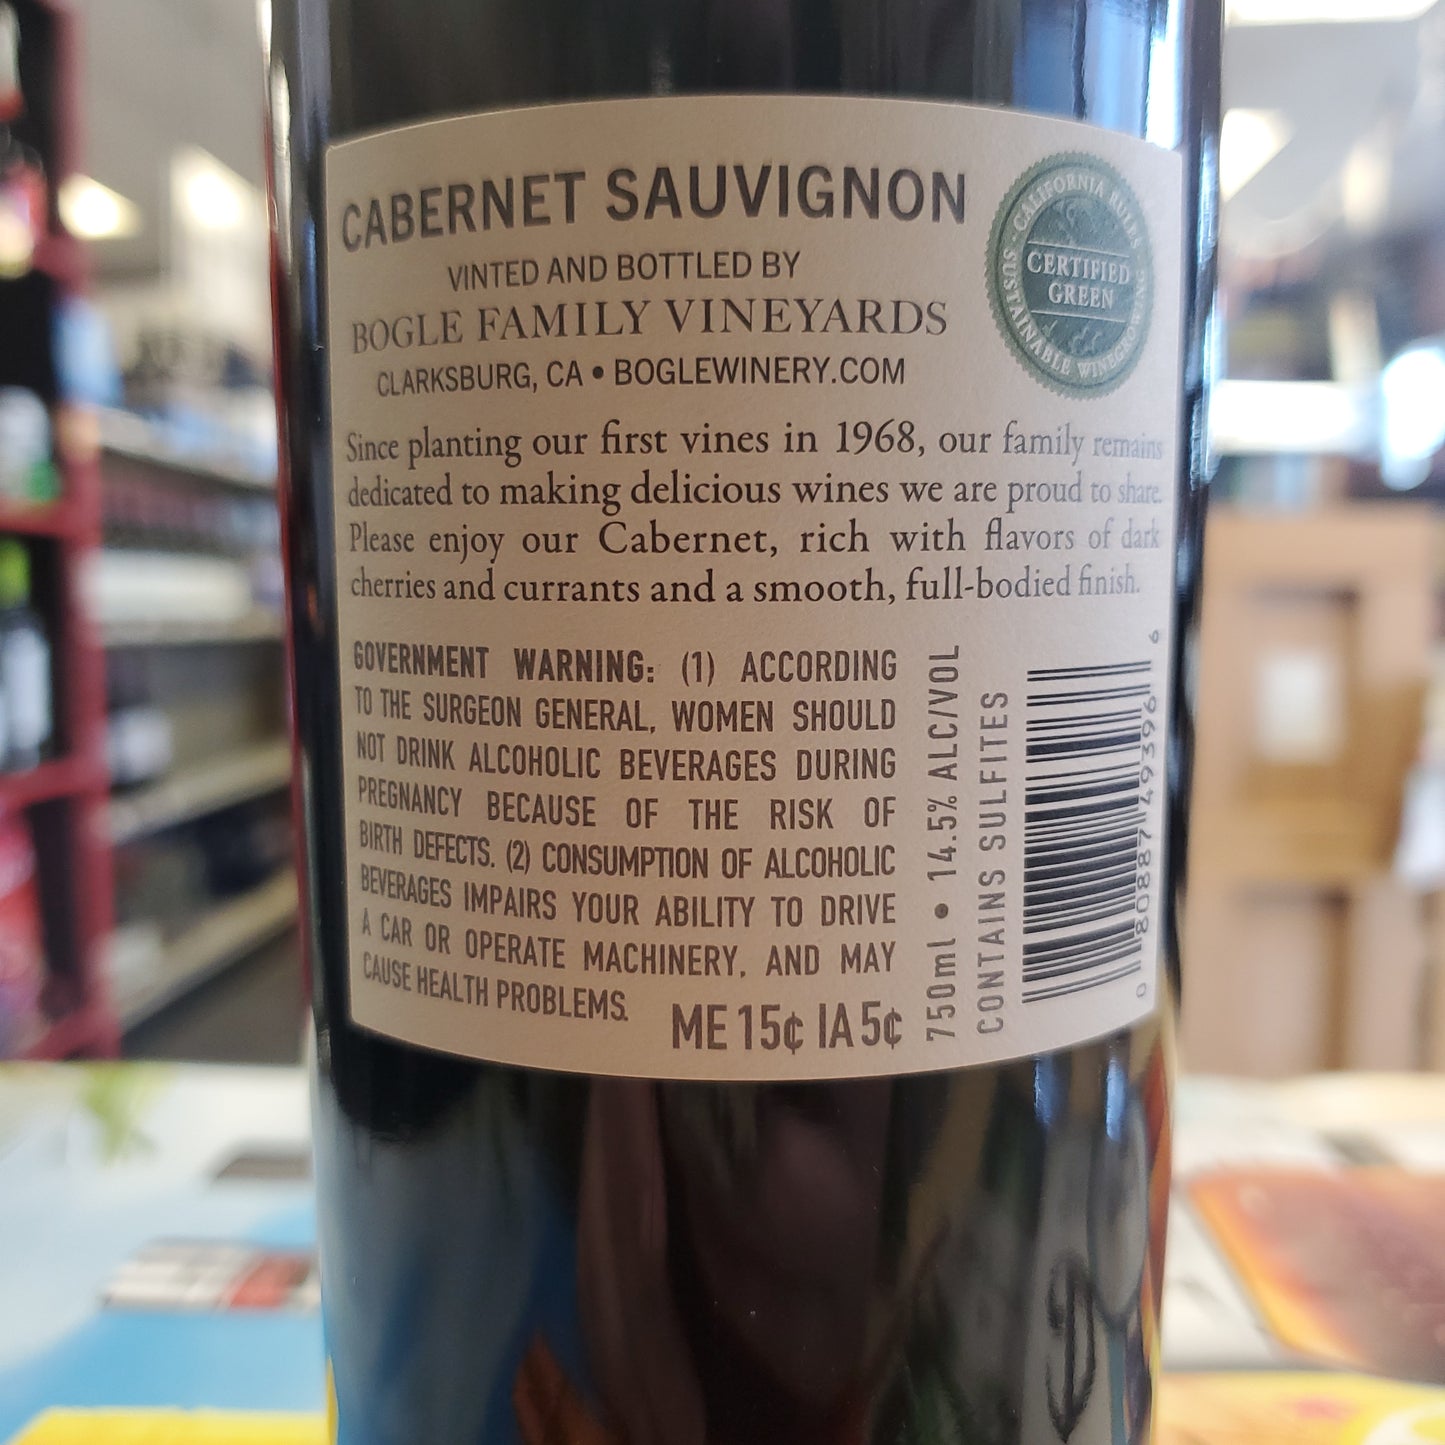 CABERNET SAUVIGNON
VINTED AND BOTTLED BY
BOGLE FAMILY VINEYARDS
CLARKSBURG, CA • BOGLEWINERY.COM
CALIFORNIA RULES
CERTIFIED
GREEN
SUSTAINABLE WINEGROWING
Since planting our first vines in 1968, our family remains
dedicated to making delicious wines we are proud to share.
Please enjoy our Cabernet, rich with flavors of dark
cherries and currants and a smooth, full-bodied finish.
GOVERNMENT WARNING: (1) ACCORDING
TO THE SURGEON GENERAL, WOMEN SHOULD
NOT DRINK ALCOHOLIC BEVERAGES DURING
PREGNANCY BECAUSE OF THE RISK OF
BIRTH DEFECTS. (2) CONSUMPTION OF ALCOHOLIC
BEVERAGES IMPAIRS YOUR ABILITY TO DRIVE
A CAR OR OPERATE MACHINERY, AND MAY
CAUSE HEALTH PROBLEMS.
ME 15¢ IA 5¢
750ml • 14.5% ALC/VOL
CONTAINS SULFITES
0 80887 49396 6